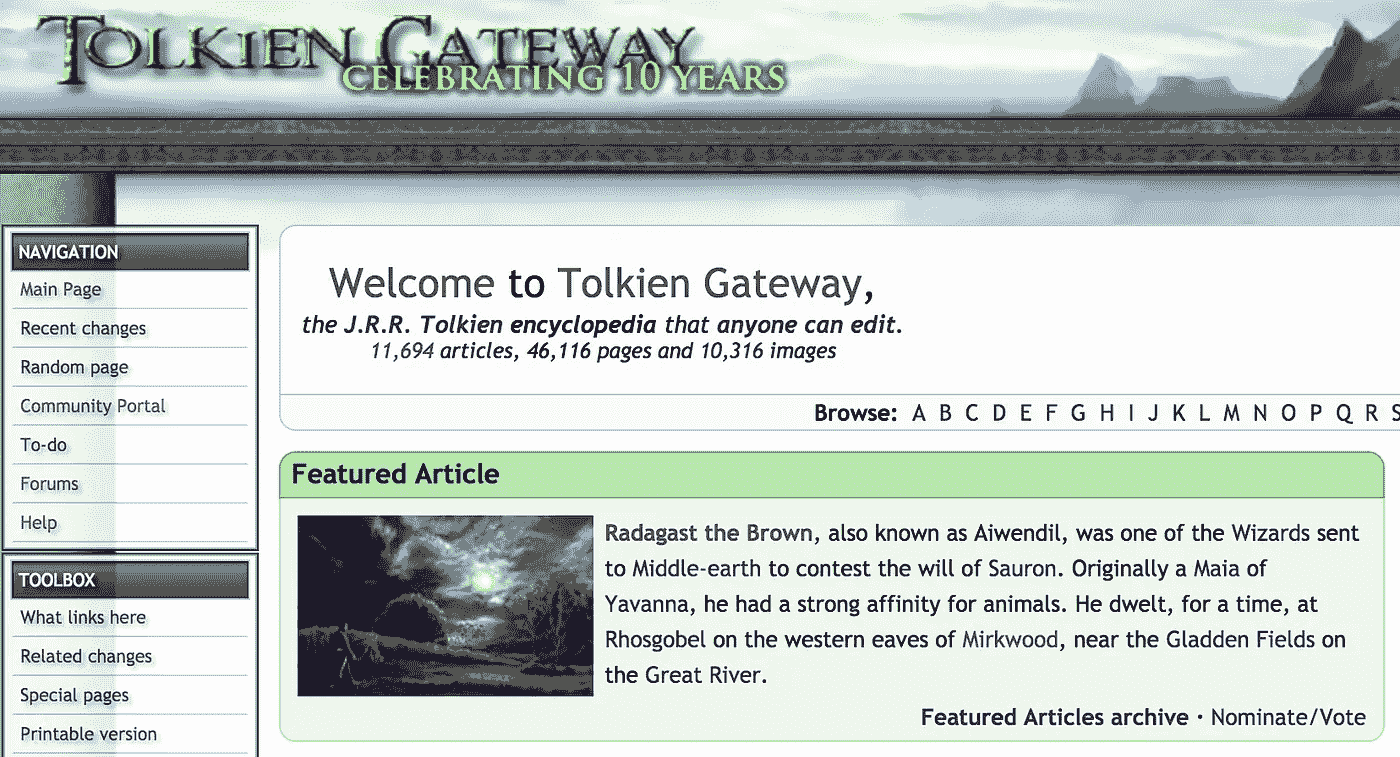 TOLKIEN GATEWAY
CELEBRATING 10 YEARS
NAVIGATION
Main Page
Recent changes
Random page
Community Portal
To-do
Forums
Help
TOOLBOX
What links here
Related changes
Special pages
Printable version
Welcome to Tolkien Gateway,
the J.R.R. Tolkien encyclopedia that anyone can edit.
11,694 articles, 46,116 pages and 10,316 images
Browse: A B C D E F G H I J K L M N O P Q R S
Featured Article
Radagast the Brown, also known as Aiwendil, was one of the Wizards sent
to Middle-earth to contest the will of Sauron. Originally a Maia of
Yavanna, he had a strong affinity for animals. He dwelt, for a time, at
Rhosgobel on the western eaves of Mirkwood, near the Gladden Fields on
the Great River.
Featured Articles archive · Nominate/Vote